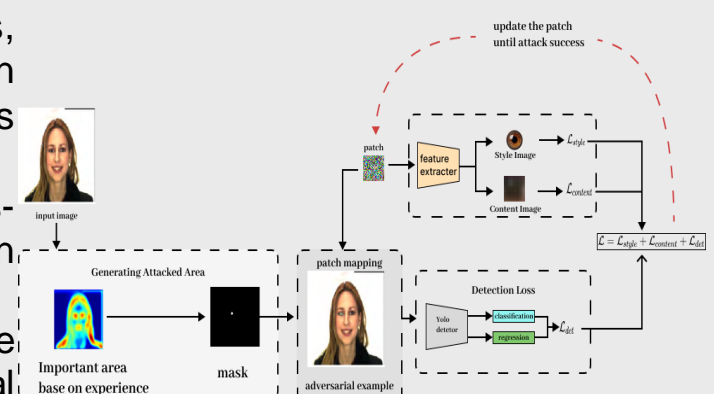 s,
n
s
-
n
e
al
update the patch
until attack success
patch
feature
extracter
Style Image
Content Image
ℒstyle
ℒcontent
ℒ = ℒstyle + ℒcontent + ℒdet
input image
Generating Attacked Area
Important area
base on experience
mask
patch mapping
adversarial example
Detection Loss
Yolo
detetor
classification
regression
ℒdet